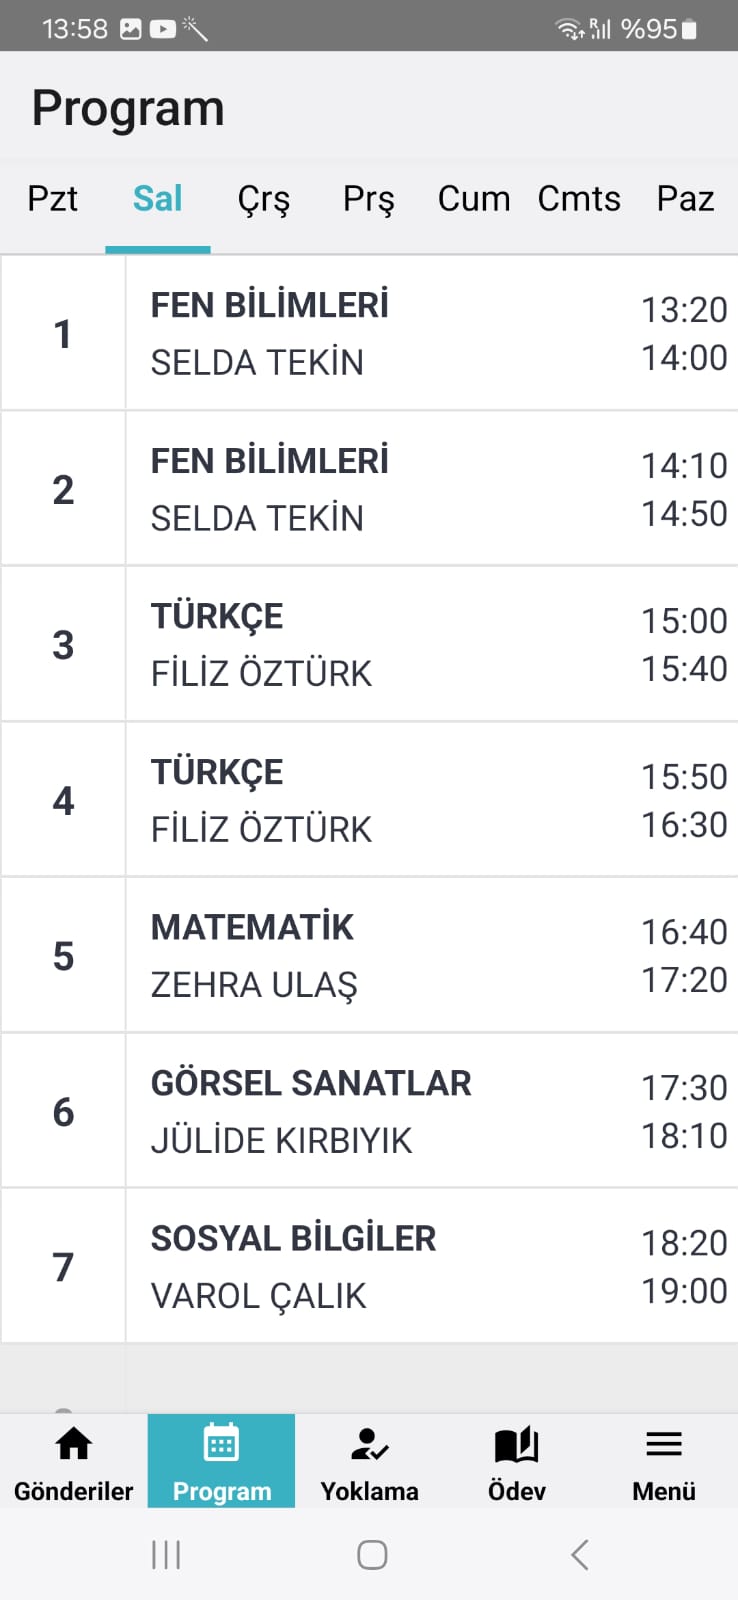 13:58 %95
Program
Pzt Sal Çrş Prş Cum Cmts Paz
1
FEN BİLİMLERİ
SELDA TEKİN
13:20
14:00
2
FEN BİLİMLERİ
SELDA TEKİN
14:10
14:50
3
TÜRKÇE
FİLİZ ÖZTÜRK
15:00
15:40
4
TÜRKÇE
FİLİZ ÖZTÜRK
15:50
16:30
5
MATEMATİK
ZEHRA ULAŞ
16:40
17:20
6
GÖRSEL SANATLAR
JÜLİDE KIRBIYIK
17:30
18:10
7
SOSYAL BİLGİLER
VAROL ÇALIK
18:20
19:00
Gönderiler Program Yoklama Ödev Menü